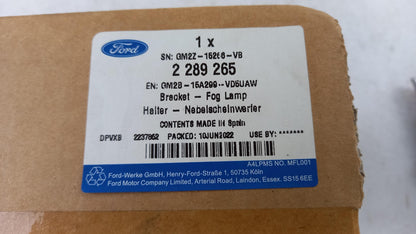 Ford
1 x
SN: GM2Z-15266-VB
2 289 265
EN: GM2B-15A299--VD5UAW
Bracket - Fog Lamp
Halter - Nebelscheinwerfer
CONTENTS MADE IN Spain
DPVXB 2237852 PACKED: 10JUN2022 USE BY: *******
A4LPMS NO. MFL001
Ford-Werke GmbH, Henry-Ford-Straße 1, 50735 Köln
Ford Motor Company Limited, Arterial Road, Laindon, Essex. SS15 6EE